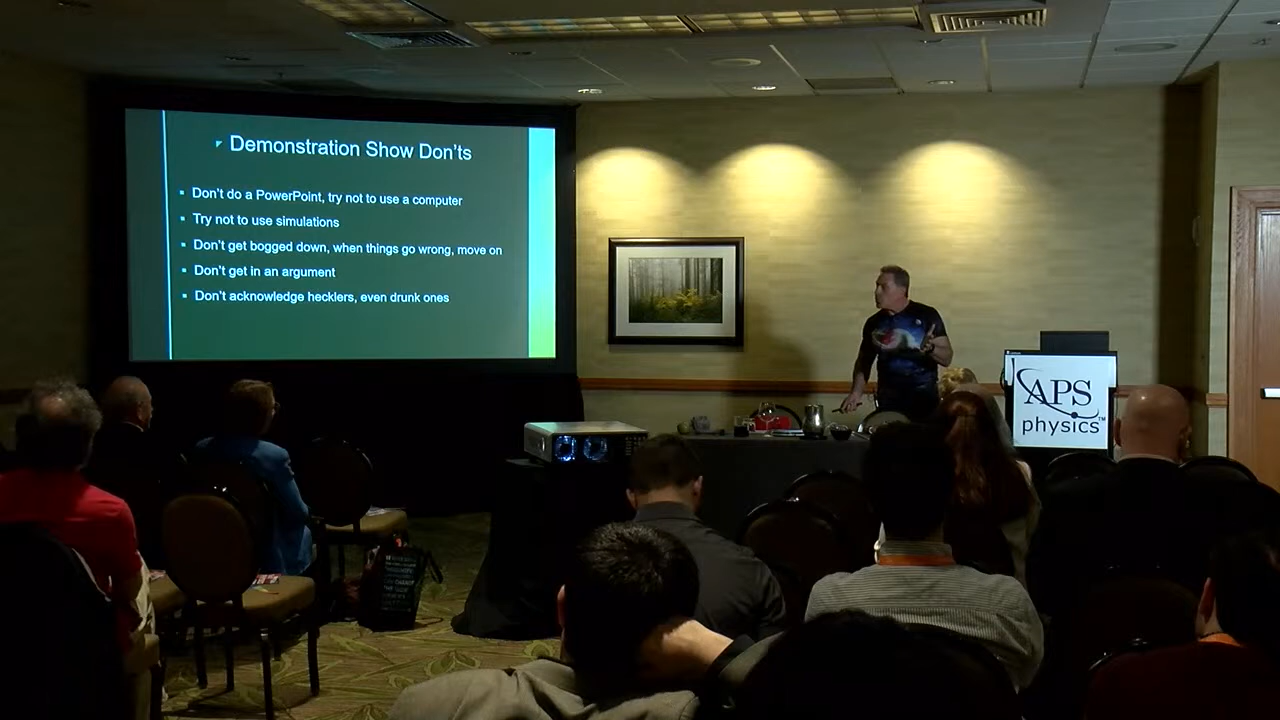 Demonstration Show Don'ts
Don't do a PowerPoint, try not to use a computer
Try not to use simulations
Don't get bogged down, when things go wrong, move on
Don't get in an argument
Don't acknowledge hecklers, even drunk ones
APS
physics™